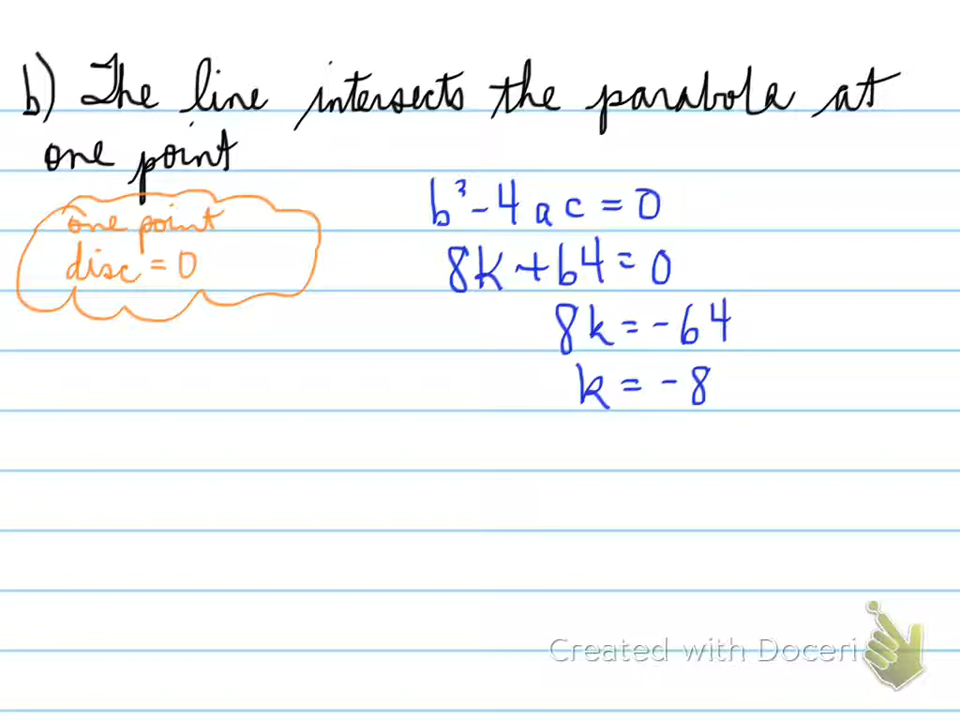 b) The line intersects the parabola at
one point
one point
disc = 0
b² - 4ac = 0
8k + 64 = 0
8k = -64
k = -8
Created with Doceri